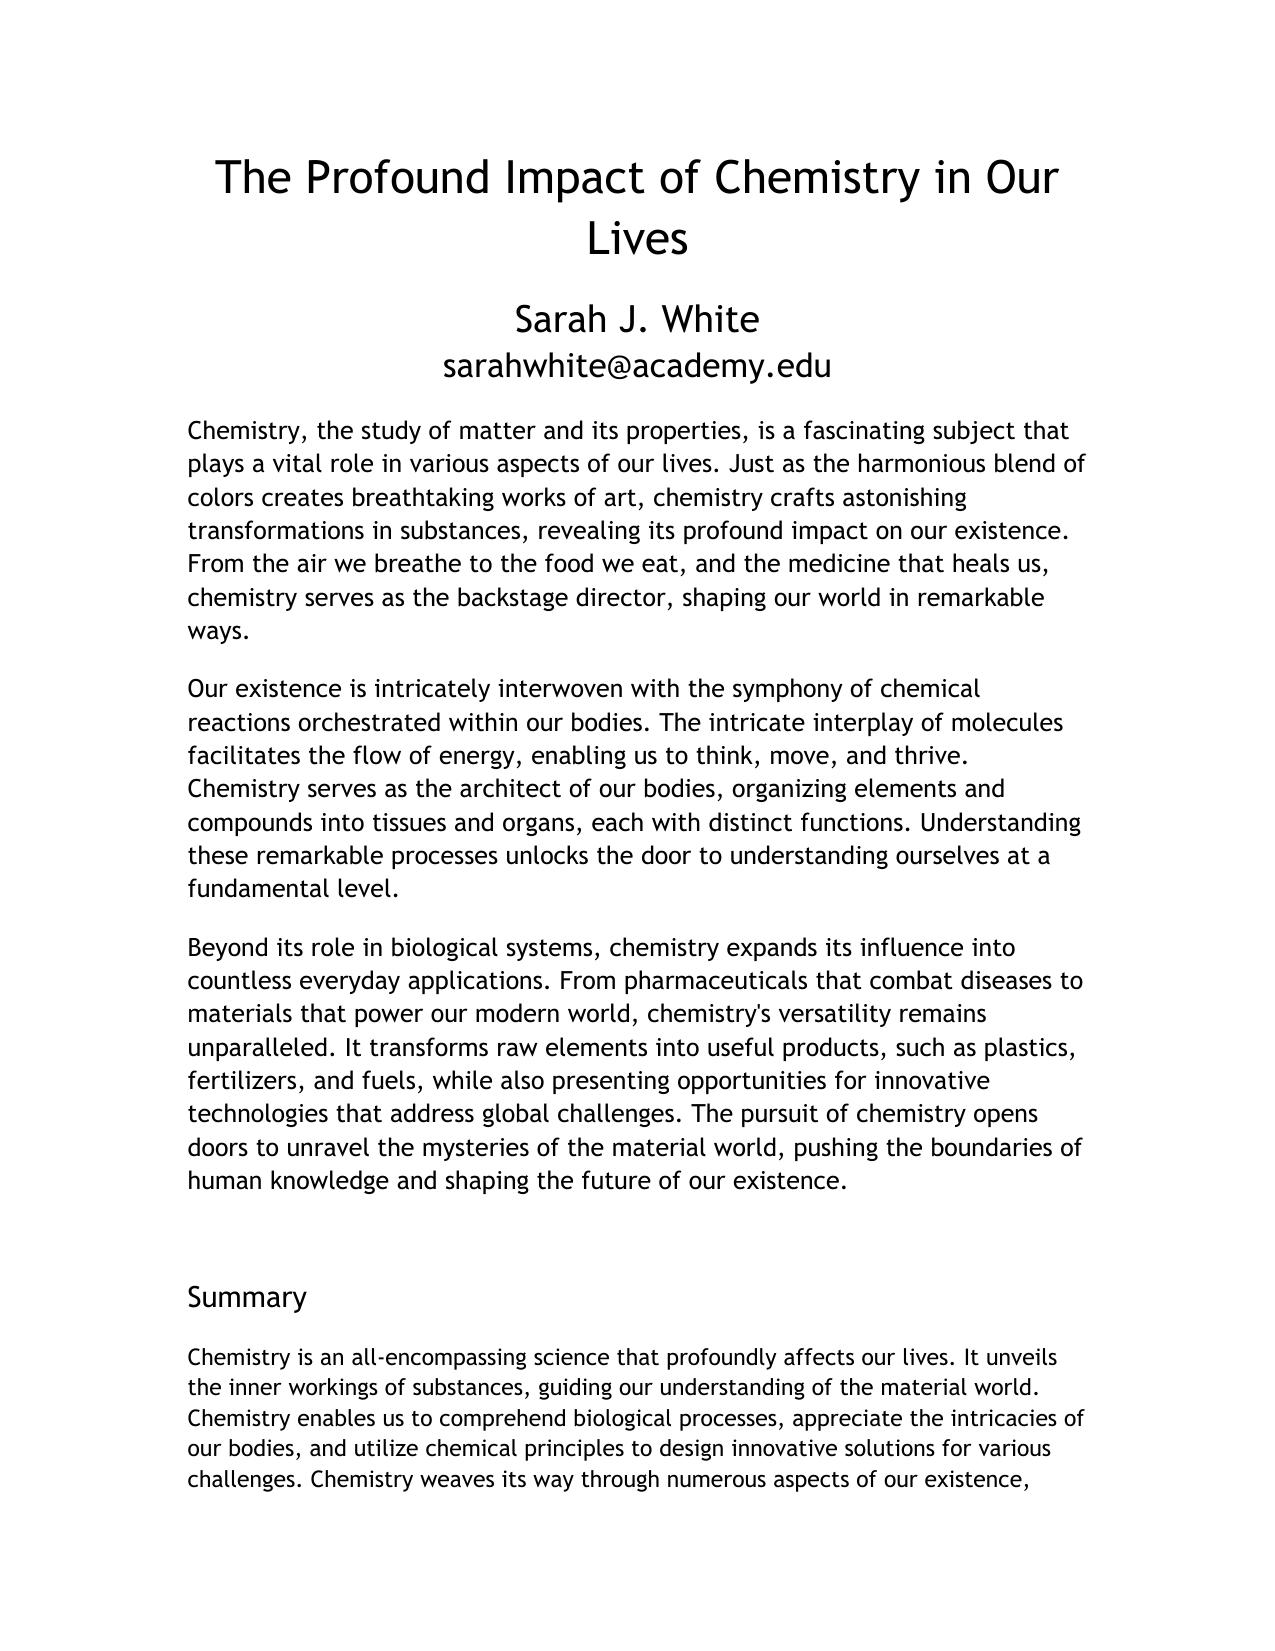 The Profound Impact of Chemistry in Our
Lives
Sarah J. White
sarahwhite@academy.edu
Chemistry, the study of matter and its properties, is a fascinating subject that
plays a vital role in various aspects of our lives. Just as the harmonious blend of
colors creates breathtaking works of art, chemistry crafts astonishing
transformations in substances, revealing its profound impact on our existence.
From the air we breathe to the food we eat, and the medicine that heals us,
chemistry serves as the backstage director, shaping our world in remarkable
ways.
Our existence is intricately interwoven with the symphony of chemical
reactions orchestrated within our bodies. The intricate interplay of molecules
facilitates the flow of energy, enabling us to think, move, and thrive.
Chemistry serves as the architect of our bodies, organizing elements and
compounds into tissues and organs, each with distinct functions. Understanding
these remarkable processes unlocks the door to understanding ourselves at a
fundamental level.
Beyond its role in biological systems, chemistry expands its influence into
countless everyday applications. From pharmaceuticals that combat diseases to
materials that power our modern world, chemistry's versatility remains
unparalleled. It transforms raw elements into useful products, such as plastics,
fertilizers, and fuels, while also presenting opportunities for innovative
technologies that address global challenges. The pursuit of chemistry opens
doors to unravel the mysteries of the material world, pushing the boundaries of
human knowledge and shaping the future of our existence.
Summary
Chemistry is an all-encompassing science that profoundly affects our lives. It unveils
the inner workings of substances, guiding our understanding of the material world.
Chemistry enables us to comprehend biological processes, appreciate the intricacies of
our bodies, and utilize chemical principles to design innovative solutions for various
challenges. Chemistry weaves its way through numerous aspects of our existence,